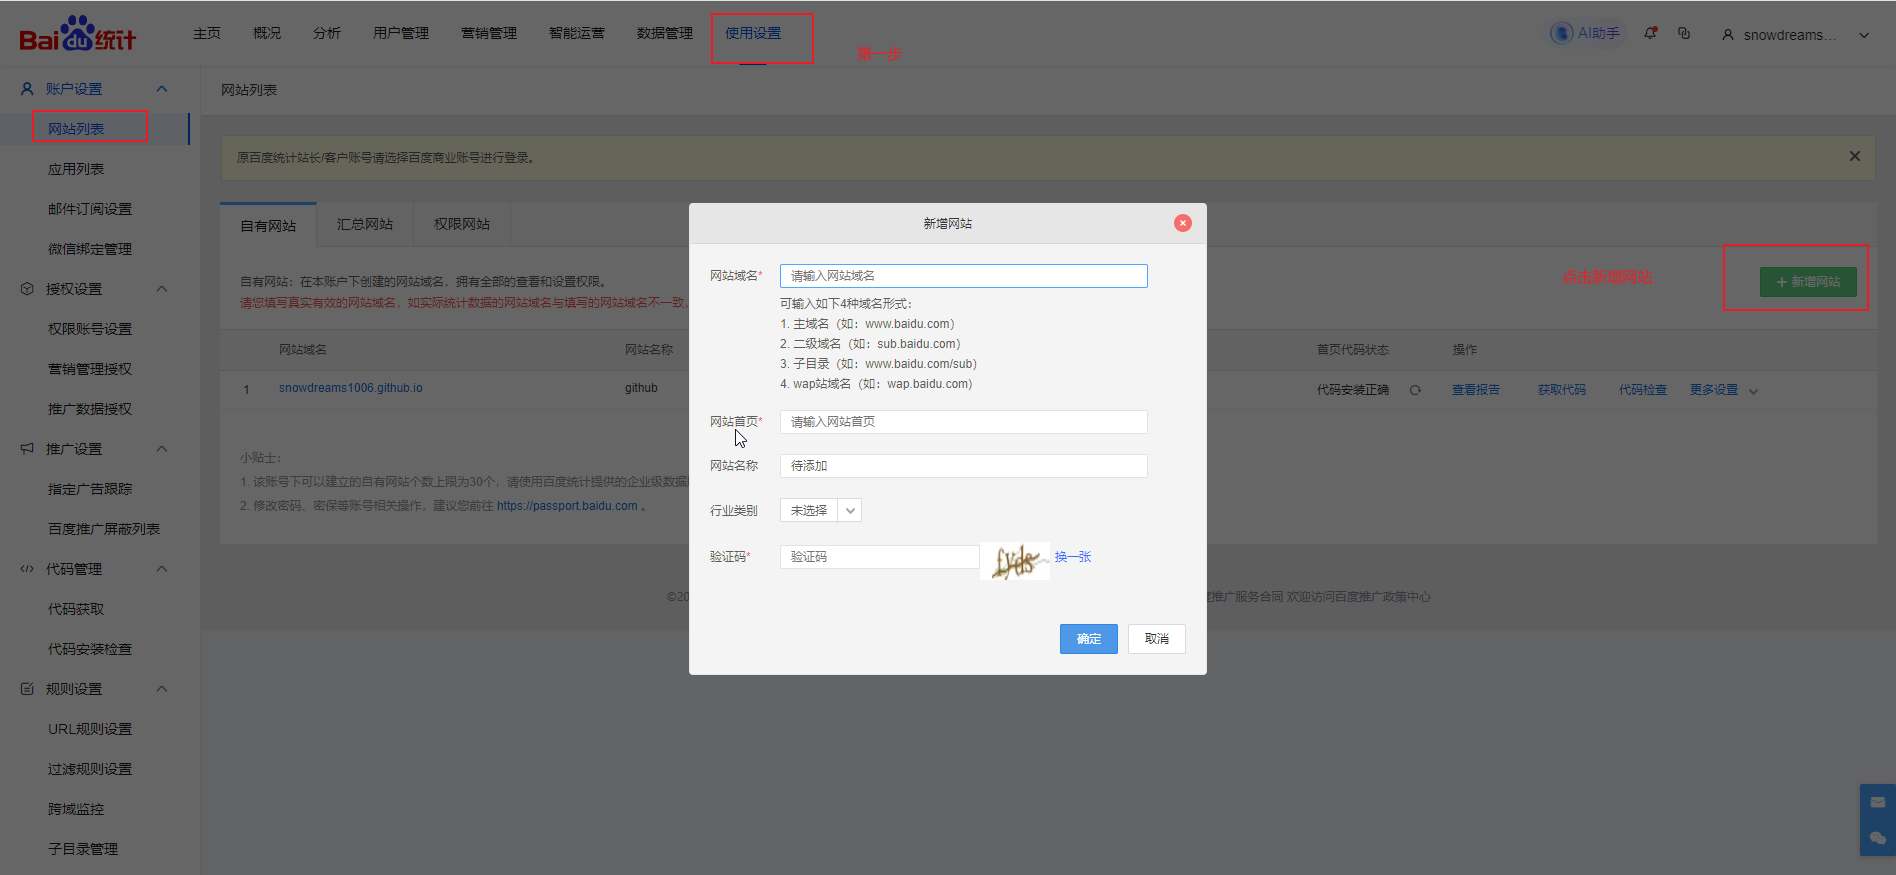 Bai du 统计
主页 概况 分析 用户管理 营销管理 智能运营 数据管理 使用设置
第一步
AI助手
snowdreams...
账户设置
网站列表
应用列表
邮件订阅设置
微信绑定管理
授权设置
权限账号设置
营销管理授权
推广数据授权
推广设置
指定广告跟踪
百度推广屏蔽列表
代码管理
代码获取
代码安装检查
规则设置
URL规则设置
过滤规则设置
跨域监控
子目录管理
网站列表
原百度统计站长/客户账号请选择百度商业账号进行登录。
自有网站 汇总网站 权限网站
自有网站：在本账户下创建的网站域名，拥有全部的查看和设置权限。
请您填写真实有效的网站域名，如实际统计数据的网站域名与填写的网站域名不一致，
点击新增网站
+ 新增网站
网站域名 网站名称 首页代码状态 操作
1 snowdreams1006.github.io github 代码安装正确 查看报告 获取代码 代码检查 更多设置
小贴士：
1. 该账号下可以建立的自有网站个数上限为30个，请使用百度统计提供的企业级数据
2. 修改密码、密保等账号相关操作，建议您前往 https://passport.baidu.com 。
©20
推广服务合同 欢迎访问百度推广政策中心
新增网站
网站域名* 请输入网站域名
可输入如下4种域名形式：
1. 主域名（如：www.baidu.com）
2. 二级域名（如：sub.baidu.com）
3. 子目录（如：www.baidu.com/sub）
4. wap站域名（如：wap.baidu.com）
网站首页* 请输入网站首页
网站名称 待添加
行业类别 未选择
验证码* 验证码 fyds 换一张
确定 取消